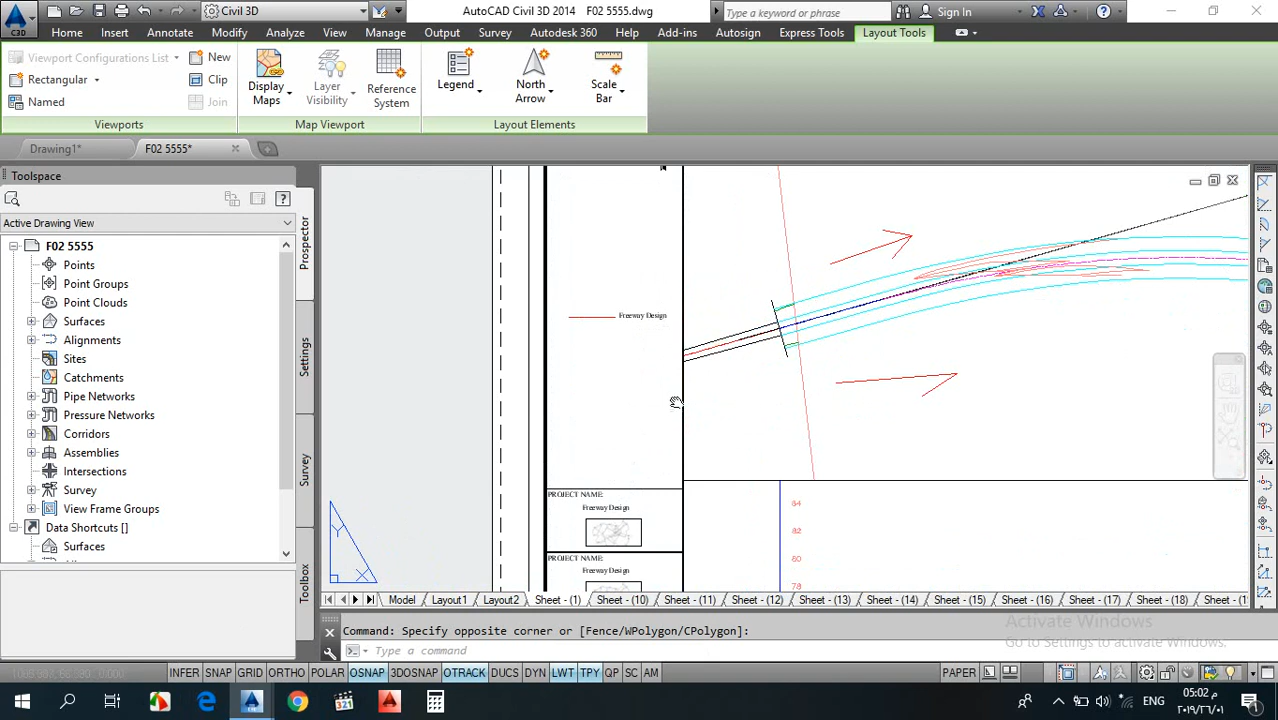 Civil 3D
AutoCAD Civil 3D 2014 F02 5555.dwg
Type a keyword or phrase
Sign In
C3D
Home Insert Annotate Modify Analyze View Manage Output Survey Autodesk 360 Help Add-ins Autosign Express Tools Layout Tools
Viewport Configurations List
New
Rectangular
Clip
Named
Join
Viewports
Display Maps
Layer Visibility
Reference System
Map Viewport
Legend
North Arrow
Scale Bar
Layout Elements
Drawing1*
F02 5555*
Toolspace
Active Drawing View
F02 5555
Points
Point Groups
Point Clouds
Surfaces
Alignments
Sites
Catchments
Pipe Networks
Pressure Networks
Corridors
Assemblies
Intersections
Survey
View Frame Groups
Data Shortcuts []
Surfaces
Prospector
Settings
Survey
Toolbox
Freeway Design
PROJECT NAME:
Freeway Design
PROJECT NAME:
Freeway Design
84
82
80
78
Y
X
Model Layout1 Layout2 Sheet - (1) Sheet - (10) Sheet - (11) Sheet - (12) Sheet - (13) Sheet - (14) Sheet - (15) Sheet - (16) Sheet - (17) Sheet - (18) Sheet - (1
Command: Specify opposite corner or [Fence/WPolygon/CPolygon]:
Type a command
Activate Windows
Go to Settings to activate Windows.
INFER SNAP GRID ORTHO POLAR OSNAP 3DOSNAP OTRACK DUCS DYN LWT TPY QP SC AM
PAPER
321
ENG
05:02 م